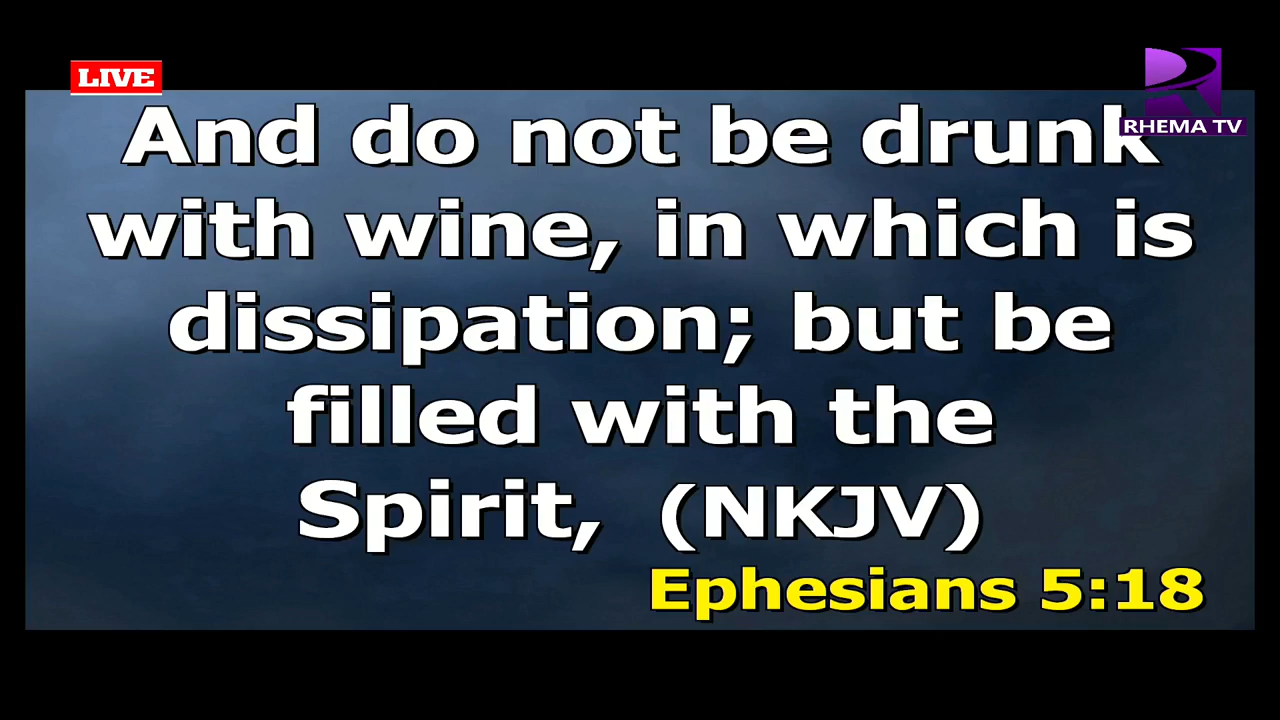 LIVE
RHEMA TV
And do not be drunk
with wine, in which is
dissipation; but be
filled with the
Spirit, (NKJV)
Ephesians 5:18